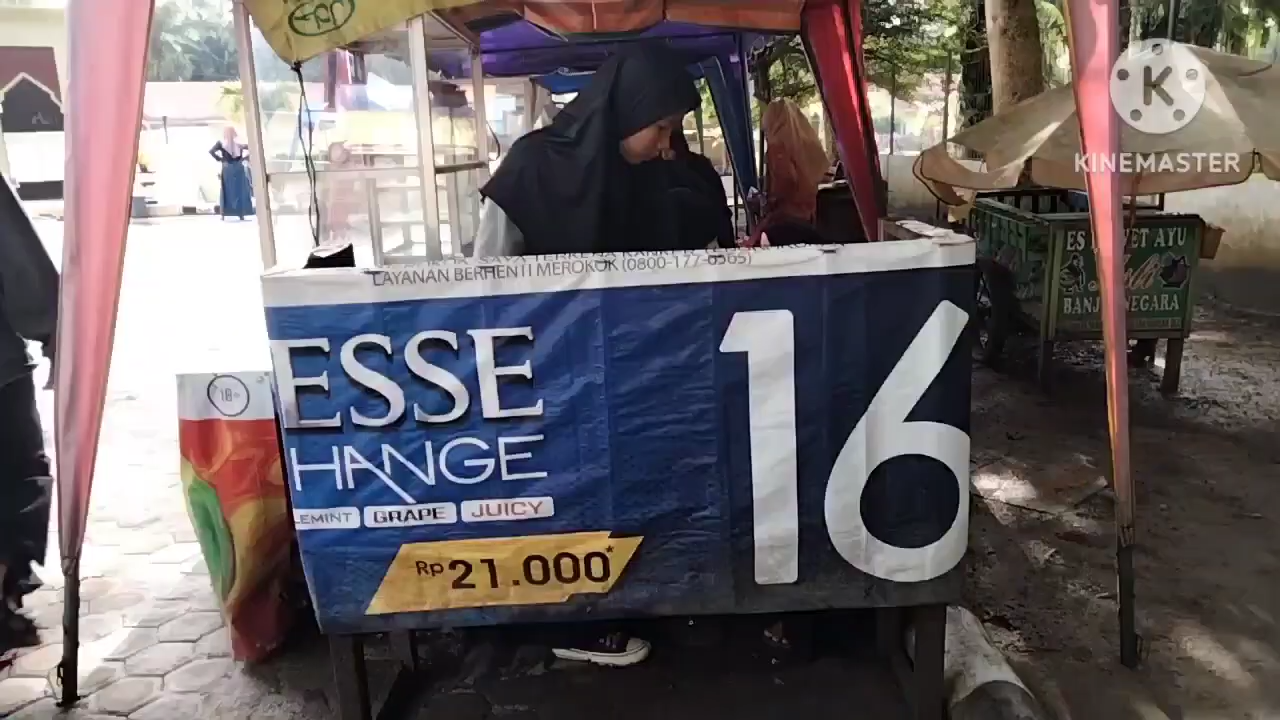 K
KINEMASTER
LAYANAN BERHENTI MEROKOK (0800-177-6565)
ESSE
HANGE
LEMINT GRAPE JUICY
Rp 21.000*
16
18+
ES AYU
BANJ NEGARA